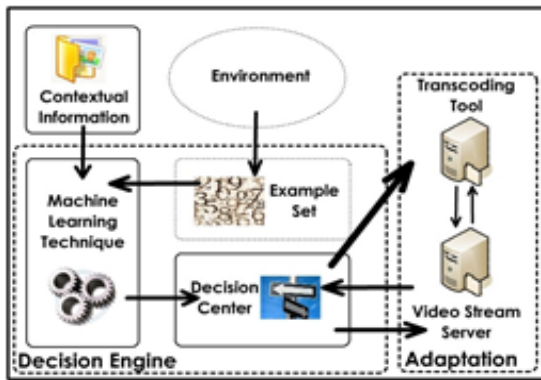 Contextual
Information
Environment
Transcoding
Tool
Machine
Learning
Technique
Example
Set
Decision
Center
Video Stream
Server
Decision Engine
Adaptation